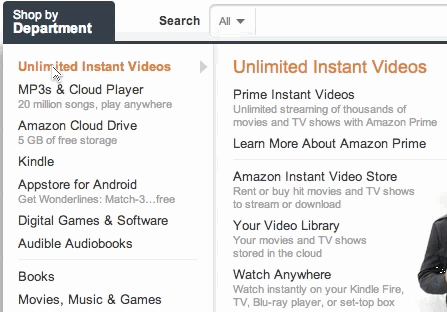 Shop by
Department
Search
All
Unlimited Instant Videos
MP3s & Cloud Player
20 million songs, play anywhere
Amazon Cloud Drive
5 GB of free storage
Kindle
Appstore for Android
Get Wonderlines: Match-3...free
Digital Games & Software
Audible Audiobooks
Books
Movies, Music & Games
Unlimited Instant Videos
Prime Instant Videos
Unlimited streaming of thousands of
movies and TV shows with Amazon Prime
Learn More About Amazon Prime
Amazon Instant Video Store
Rent or buy hit movies and TV shows
to stream or download
Your Video Library
Your movies and TV shows
stored in the cloud
Watch Anywhere
Watch instantly on your Kindle Fire,
TV, Blu-ray player, or set-top box